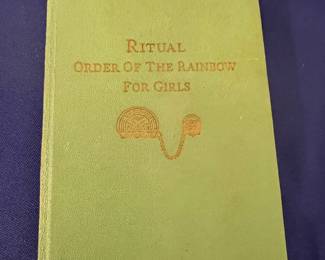 RITUAL
ORDER OF THE RAINBOW
FOR GIRLS